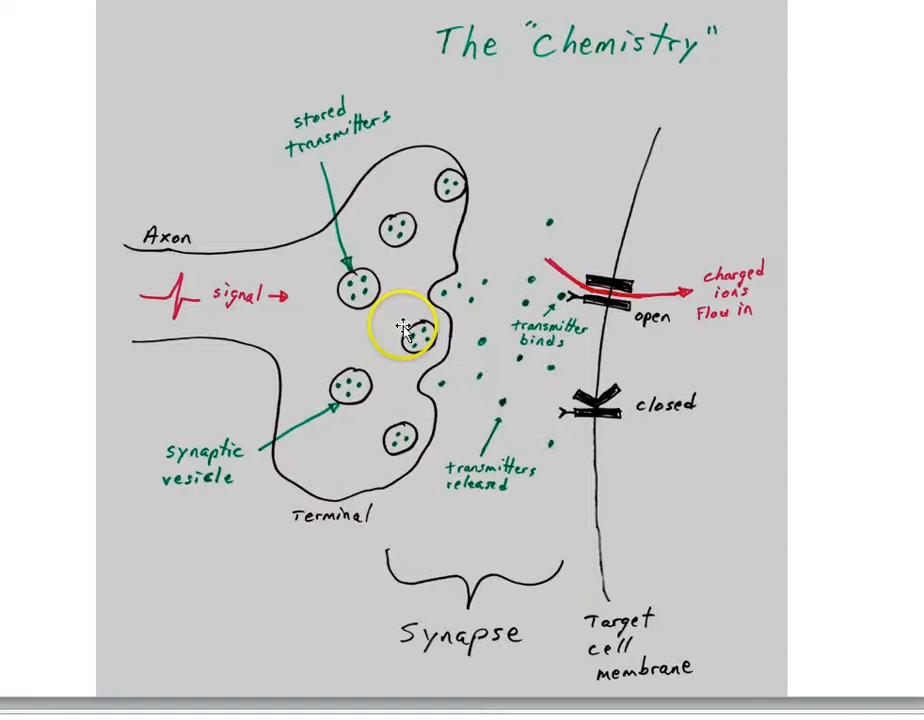 The "Chemistry"
stored
transmitters
Axon
signal
charged
ions
Flow in
transmitter
binds
open
closed
synaptic
vesicle
transmitters
released
Terminal
Synapse
Target
cell
membrane